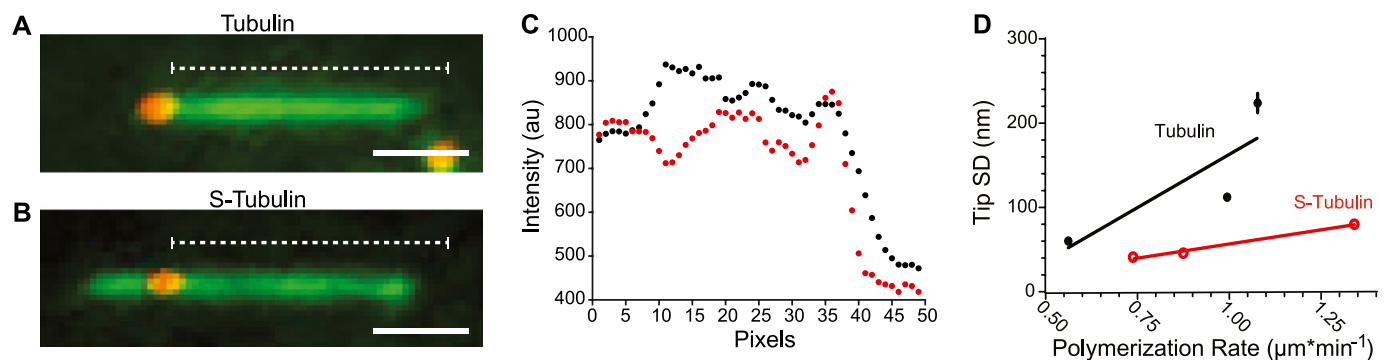 A
Tubulin
B
S-Tubulin
C
Intensity (au)
1000
900
800
700
600
500
400
0 5 10 15 20 25 30 35 40 45 50
Pixels
D
Tip SD (nm)
300
200
100
0
Tubulin
S-Tubulin
0.50 0.75 1.00 1.25
Polymerization Rate (µm*min⁻¹)